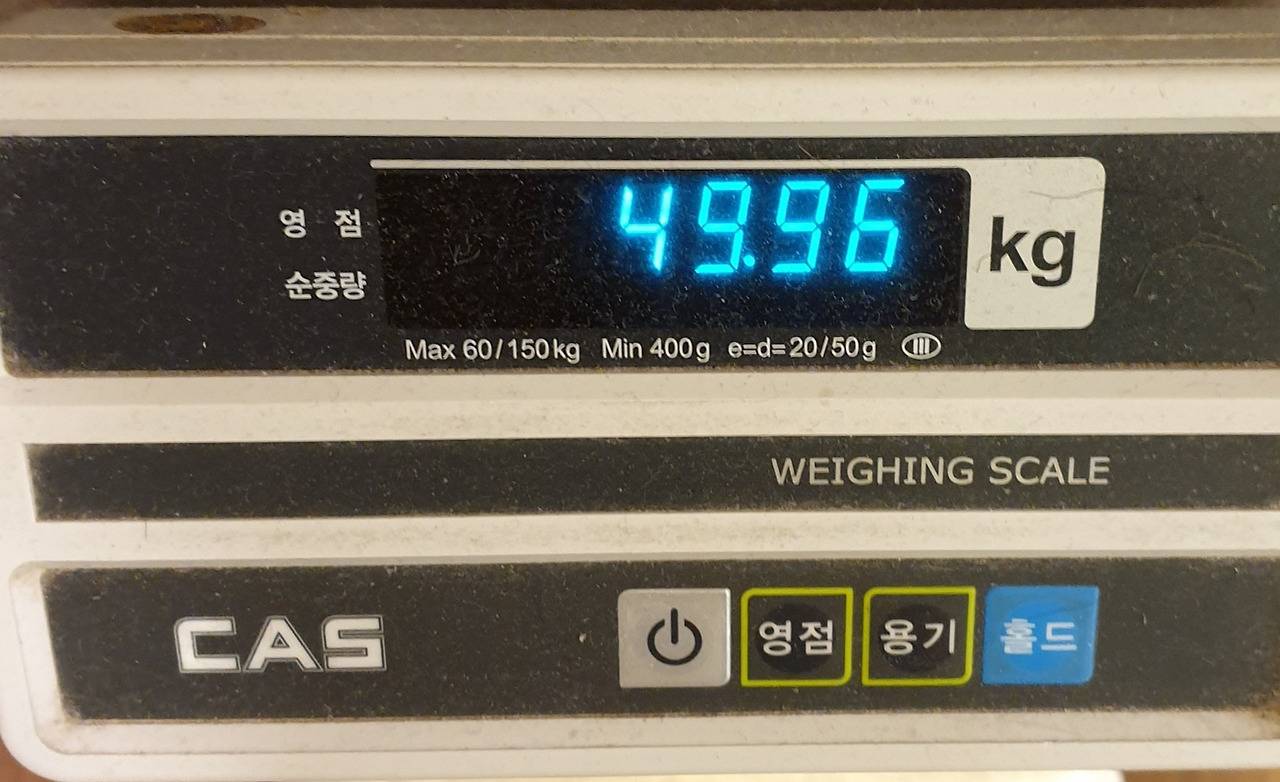 49.96 kg
영 점
순중량
Max 60/150kg Min 400g e=d=20/50g III
WEIGHING SCALE
CAS
영점 용기 홀드